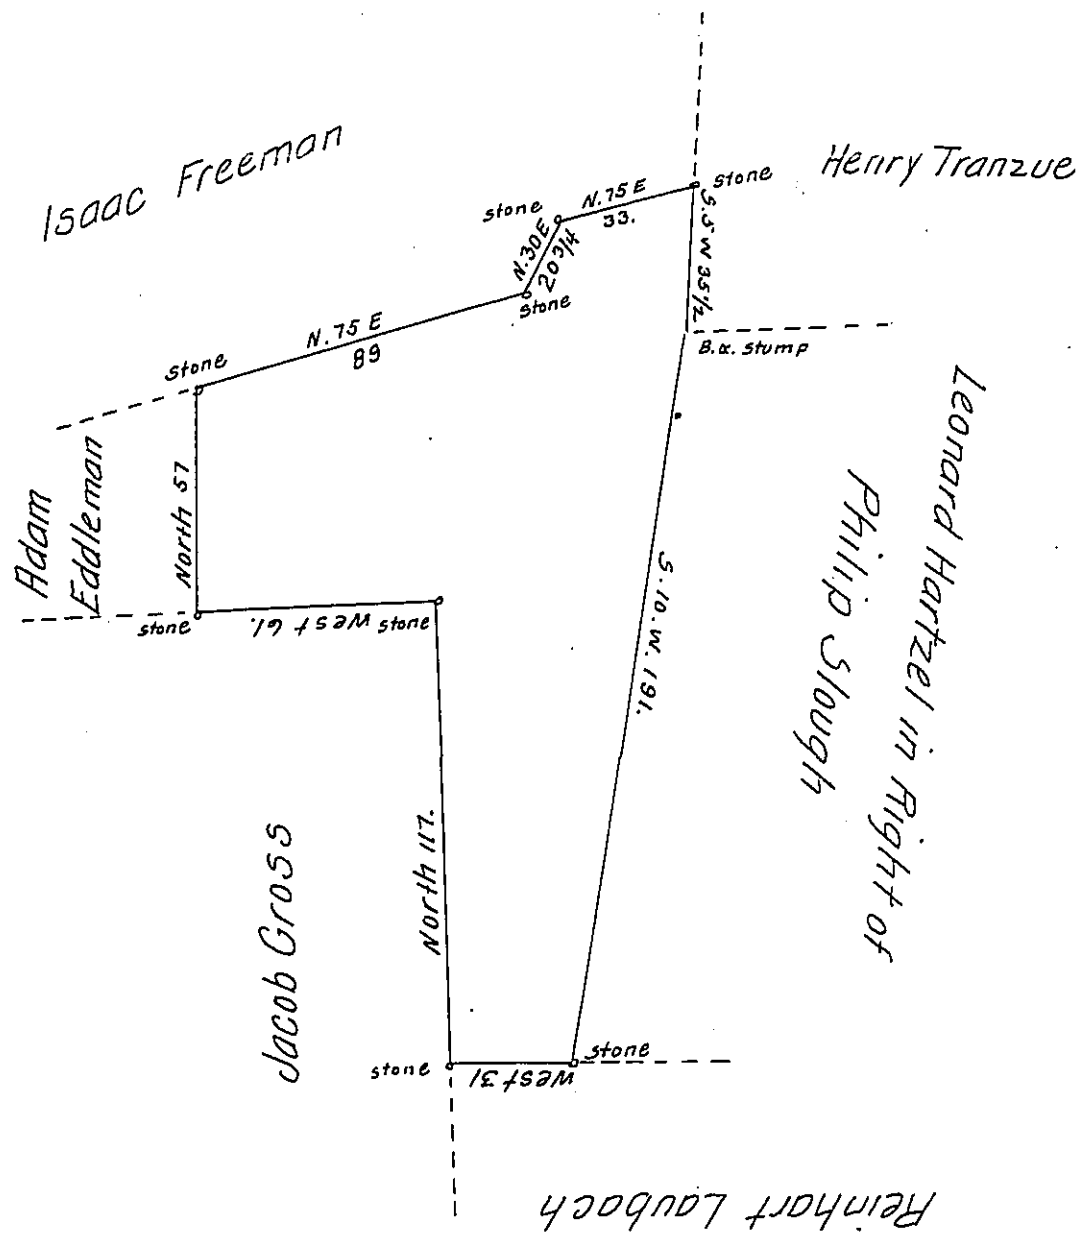 Isaac Freeman
Henry Tranzue
stone
N.75 E
33.
stone
N.30E
20 3/4
stone
S.5 W 35 1/2
B.x. Stump
N.75 E
89
stone
Adam
Eddleman
North 57
stone
West 61.
stone
S.10.W.191.
Leonard Hartzel in Right of
Philip Slough
North 117.
Jacob Gross
stone
West 31
stone
Reinhart Laubach